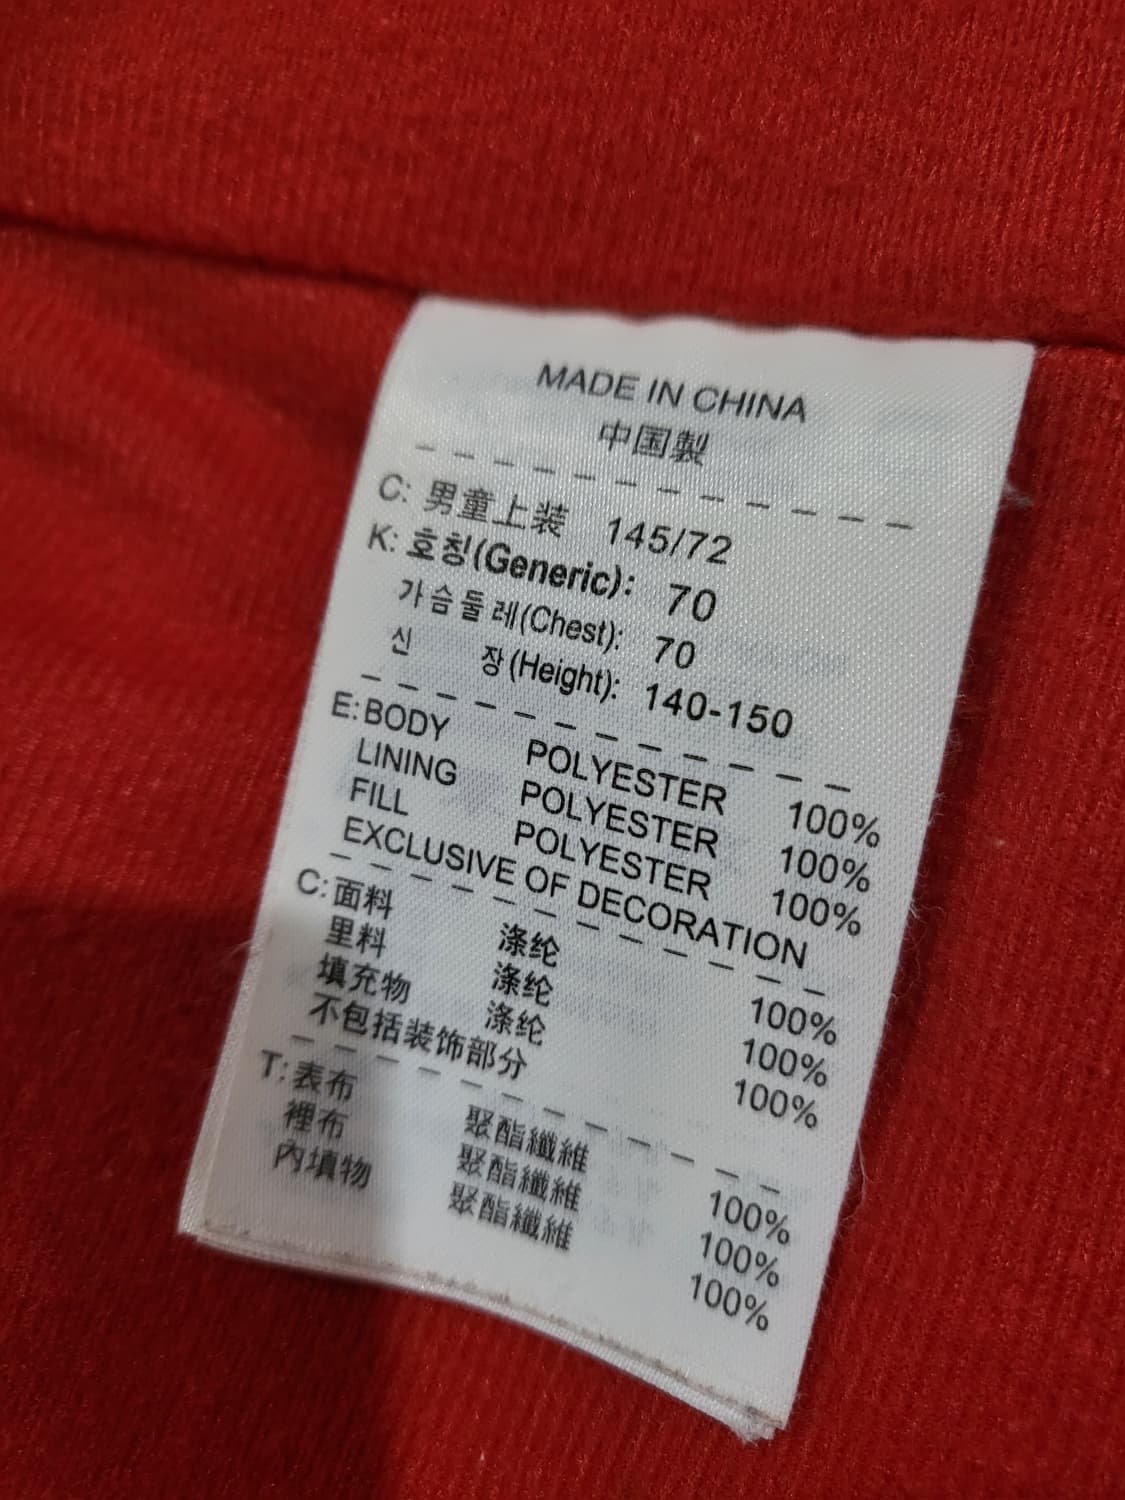 MADE IN CHINA
中国製
C: 男童上装 145/72
K: 호칭(Generic): 70
가슴둘레(Chest): 70
신 장(Height): 140-150
E: BODY POLYESTER 100%
LINING POLYESTER 100%
FILL POLYESTER 100%
EXCLUSIVE OF DECORATION
C: 面料 涤纶 100%
里料 涤纶 100%
填充物 涤纶 100%
不包括装饰部分
T: 表布 聚酯纖維 100%
裡布 聚酯纖維 100%
內填物 聚酯纖維 100%